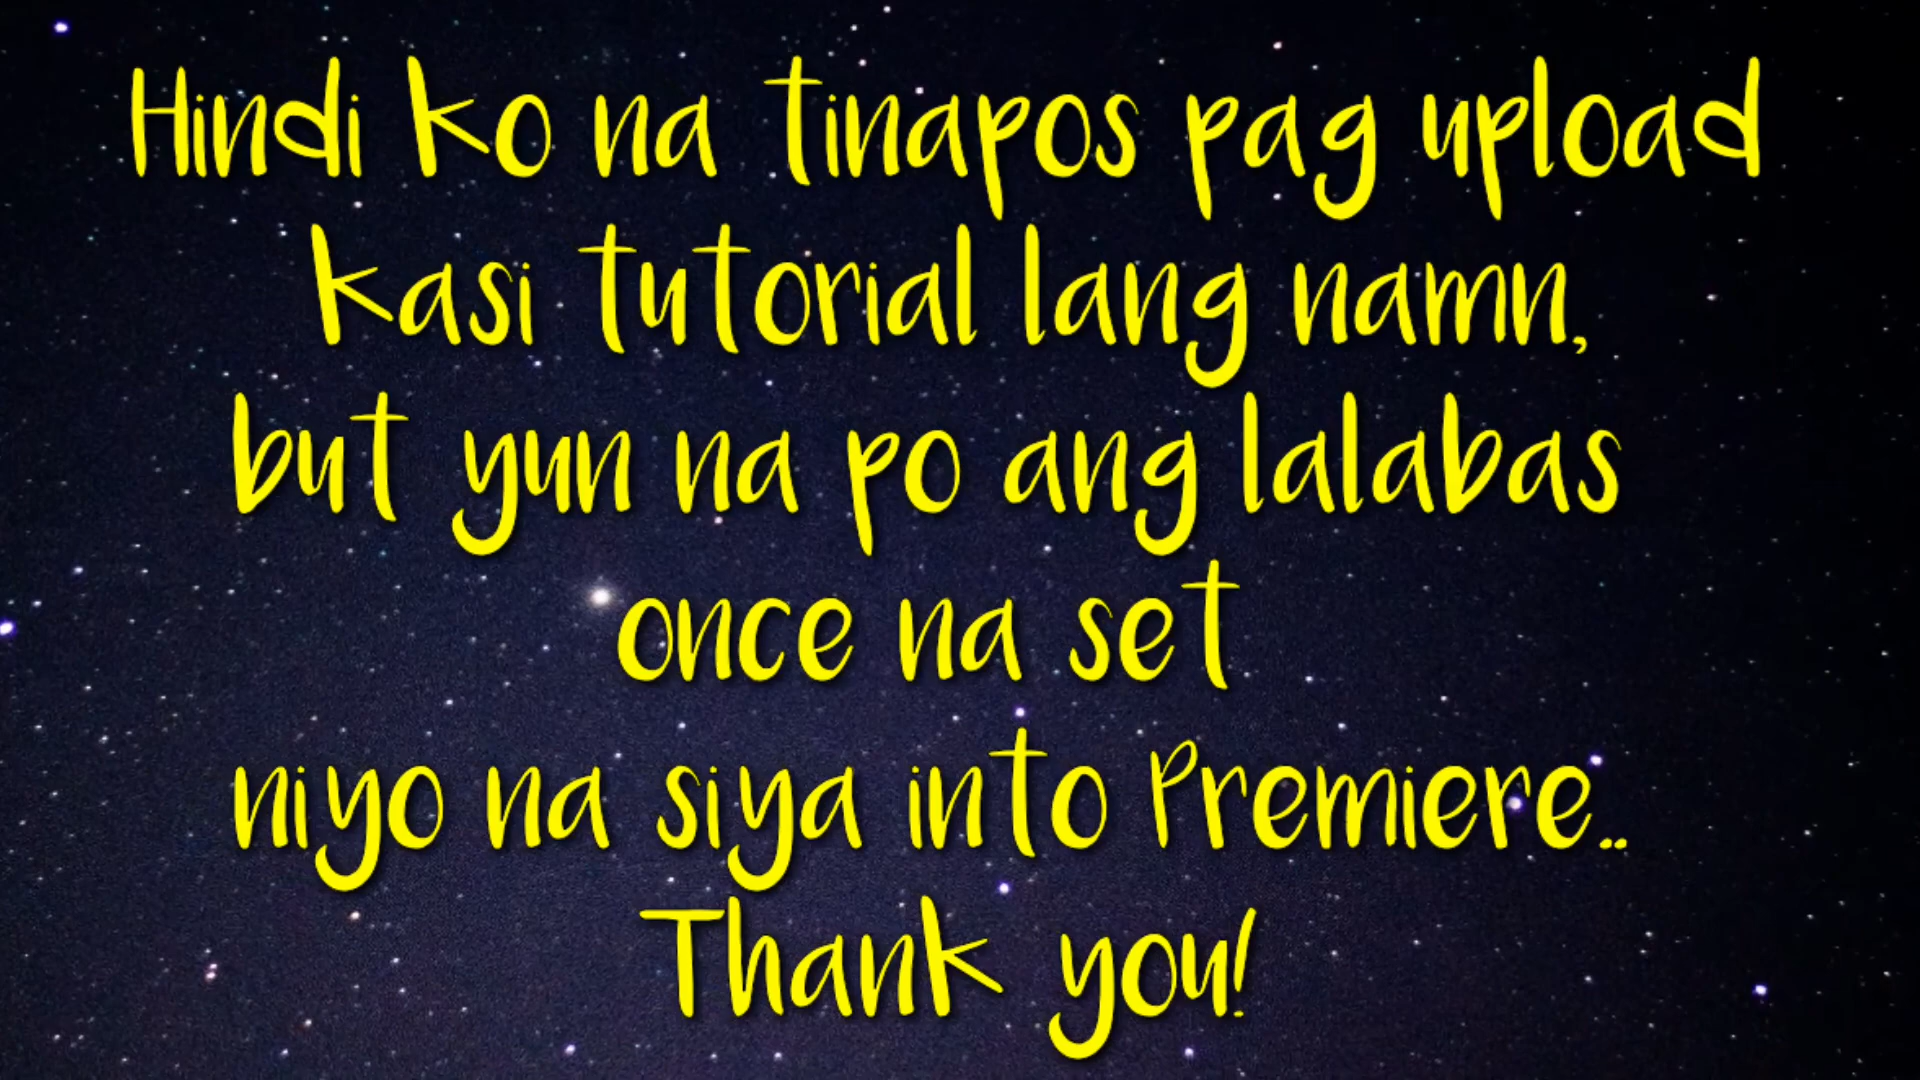 Hindi ko na tinapos pag upload
kasi tutorial lang namn,
but yun na po ang lalabas
once na set
niyo na siya into Premiere..
Thank you!